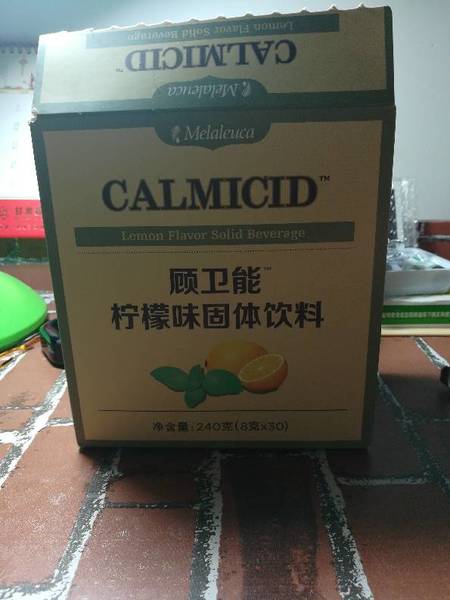 Lemon Flavor Solid Beverage
CALMICID™
Melaleuca
Melaleuca
CALMICID™
Lemon Flavor Solid Beverage
顾卫能™
柠檬味固体饮料
净含量:240克(8克x30)